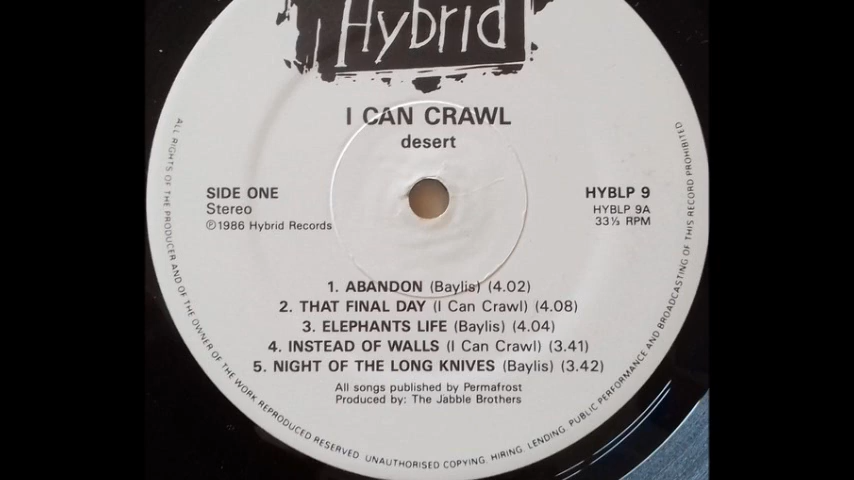 Hybrid
I CAN CRAWL
desert
SIDE ONE
Stereo
℗1986 Hybrid Records
HYBLP 9
HYBLP 9A
33⅓ RPM
1. ABANDON (Baylis) (4.02)
2. THAT FINAL DAY (I Can Crawl) (4.08)
3. ELEPHANTS LIFE (Baylis) (4.04)
4. INSTEAD OF WALLS (I Can Crawl) (3.41)
5. NIGHT OF THE LONG KNIVES (Baylis) (3.42)
All songs published by Permafrost
Produced by: The Jabble Brothers
ALL RIGHTS OF THE PRODUCER AND OF THE OWNER OF THE WORK REPRODUCED RESERVED. UNAUTHORISED COPYING, HIRING, LENDING, PUBLIC PERFORMANCE AND BROADCASTING OF THIS RECORD PROHIBITED